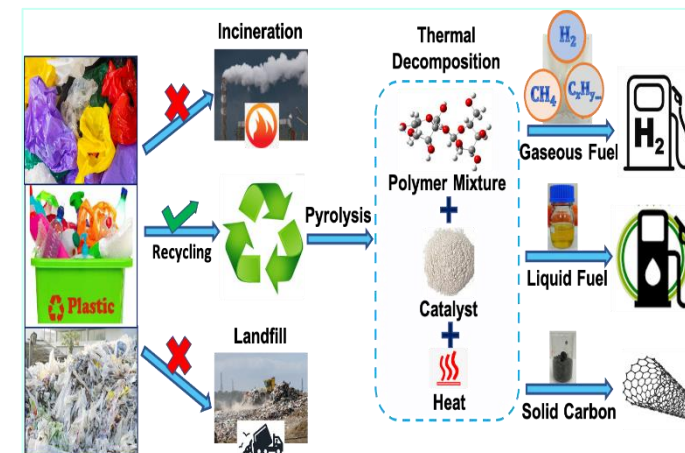 Incineration
Thermal
Decomposition
H₂
CH₄
CₓHᵧ...
Gaseous Fuel
H₂
Polymer Mixture
Recycling
Pyrolysis
+
Catalyst
Liquid Fuel
Plastic
Landfill
+
Heat
Solid Carbon